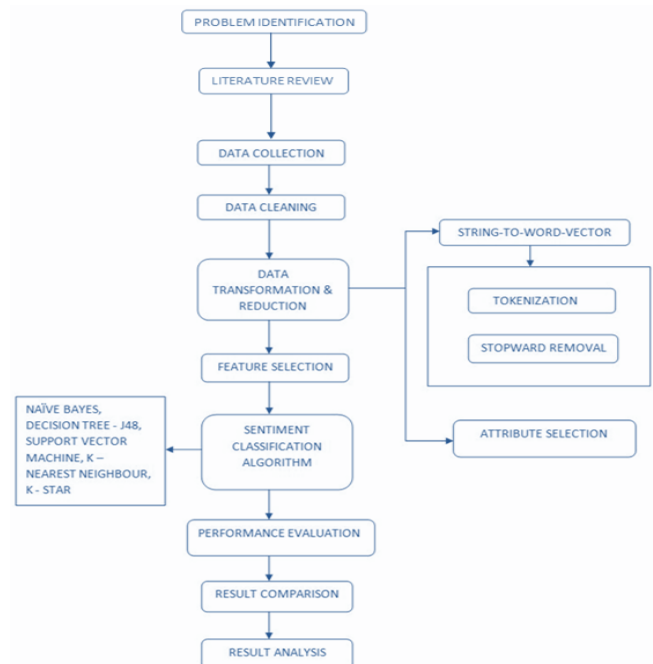 PROBLEM IDENTIFICATION
LITERATURE REVIEW
DATA COLLECTION
DATA CLEANING
DATA
TRANSFORMATION &
REDUCTION
STRING-TO-WORD-VECTOR
TOKENIZATION
STOPWARD REMOVAL
ATTRIBUTE SELECTION
FEATURE SELECTION
SENTIMENT
CLASSIFICATION
ALGORITHM
NAÏVE BAYES,
DECISION TREE - J48,
SUPPORT VECTOR
MACHINE, K –
NEAREST NEIGHBOUR,
K - STAR
PERFORMANCE EVALUATION
RESULT COMPARISON
RESULT ANALYSIS